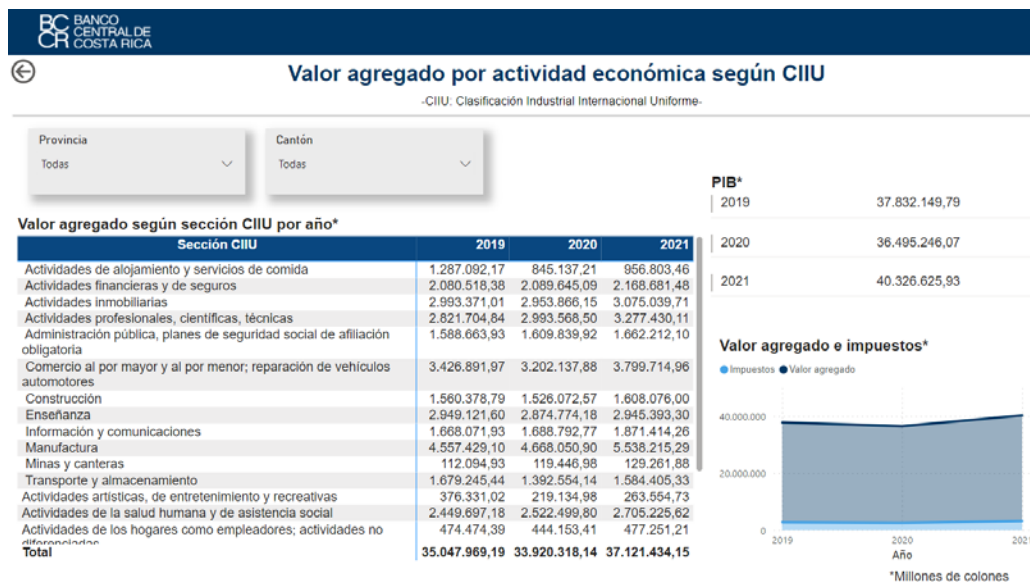 BANCO
CENTRAL DE
COSTA RICA
Valor agregado por actividad económica según CIIU
-CIIU: Clasificación Industrial Internacional Uniforme-
Provincia
Todas
Cantón
Todas
Valor agregado según sección CIIU por año*
Sección CIIU 2019 2020 2021
Actividades de alojamiento y servicios de comida 1.287.092,17 845.137,21 956.803,46
Actividades financieras y de seguros 2.080.518,38 2.089.645,09 2.168.681,48
Actividades inmobiliarias 2.993.371,01 2.953.866,15 3.075.039,71
Actividades profesionales, científicas, técnicas 2.821.704,84 2.993.568,50 3.277.430,11
Administración pública, planes de seguridad social de afiliación 1.588.663,93 1.609.839,92 1.662.212,10
obligatoria
Comercio al por mayor y al por menor; reparación de vehículos 3.426.891,97 3.202.137,88 3.799.714,96
automotores
Construcción 1.560.378,79 1.526.072,57 1.608.076,00
Enseñanza 2.949.121,60 2.874.774,18 2.945.393,30
Información y comunicaciones 1.668.071,93 1.688.792,77 1.871.414,26
Manufactura 4.557.429,10 4.668.050,90 5.538.215,29
Minas y canteras 112.094,93 119.446,98 129.261,88
Transporte y almacenamiento 1.679.245,44 1.392.554,14 1.584.405,33
Actividades artísticas, de entretenimiento y recreativas 376.331,02 219.134,98 263.554,73
Actividades de la salud humana y de asistencia social 2.449.697,18 2.522.499,80 2.705.225,62
Actividades de los hogares como empleadores; actividades no 474.474,39 444.153,41 477.251,21
diferenciadas
Total 35.047.969,19 33.920.318,14 37.121.434,15
PIB*
2019 37.832.149,79
2020 36.495.246,07
2021 40.326.625,93
Valor agregado e impuestos*
Impuestos Valor agregado
40.000.000
20.000.000
0
2019 2020 2021
Año
*Millones de colones